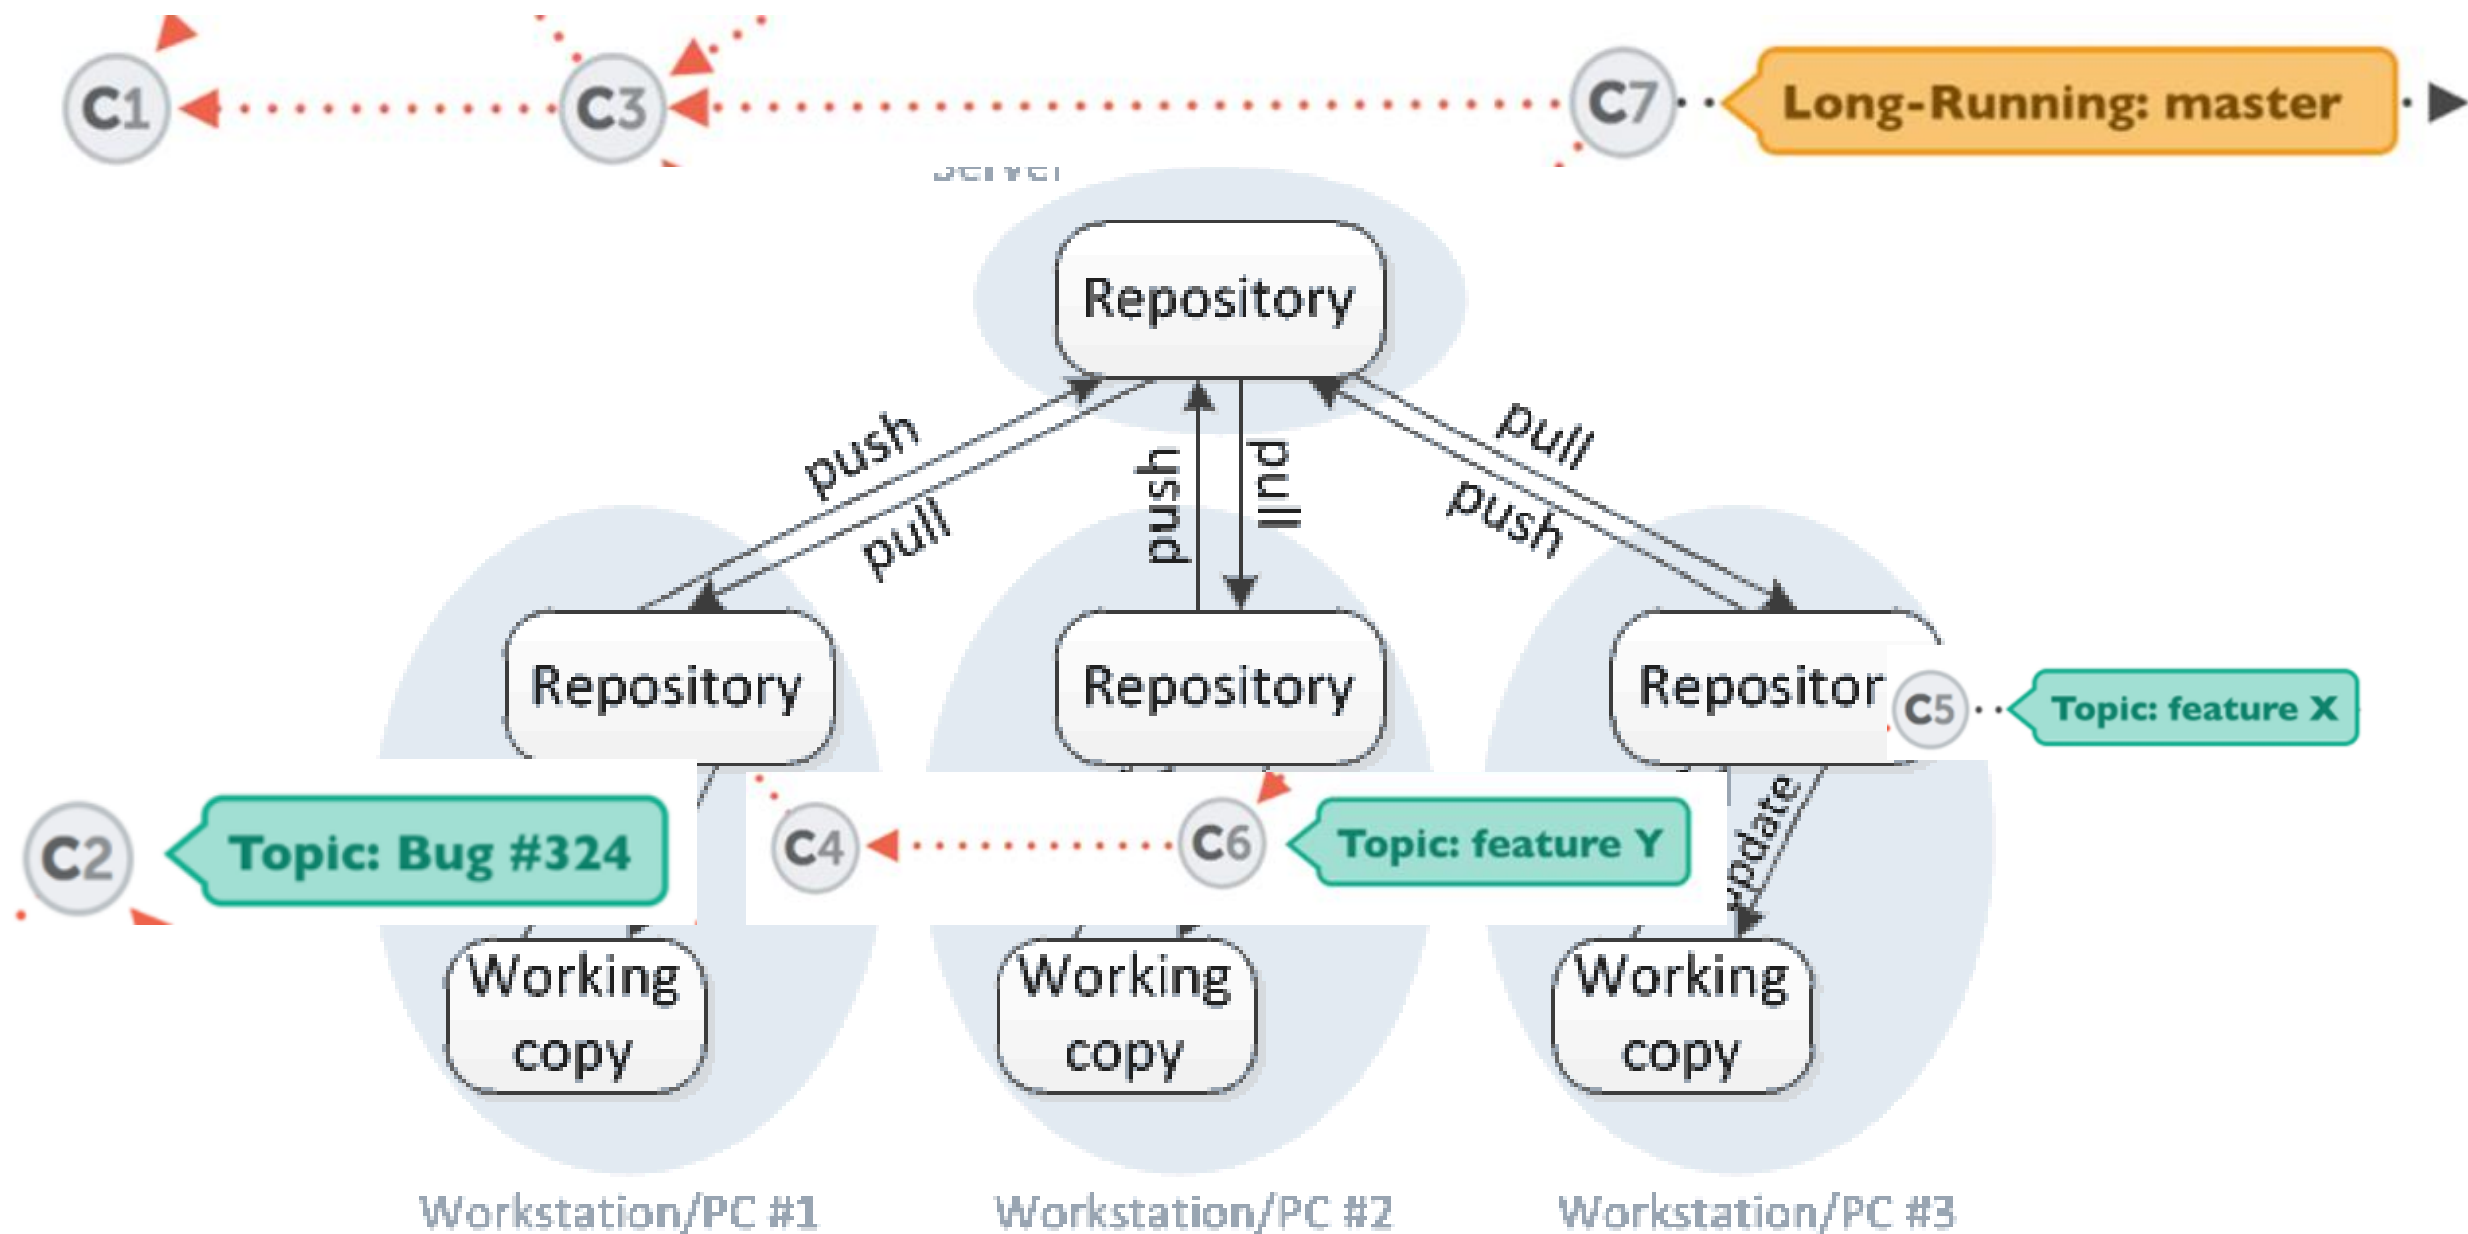 C1
C3
C7
Long-Running: master
Server
Repository
push
pull
push
pull
pull
push
Repository
Repository
Repositor
C5
Topic: feature X
C2
Topic: Bug #324
C4
C6
Topic: feature Y
update
Working
copy
Working
copy
Working
copy
Workstation/PC #1
Workstation/PC #2
Workstation/PC #3